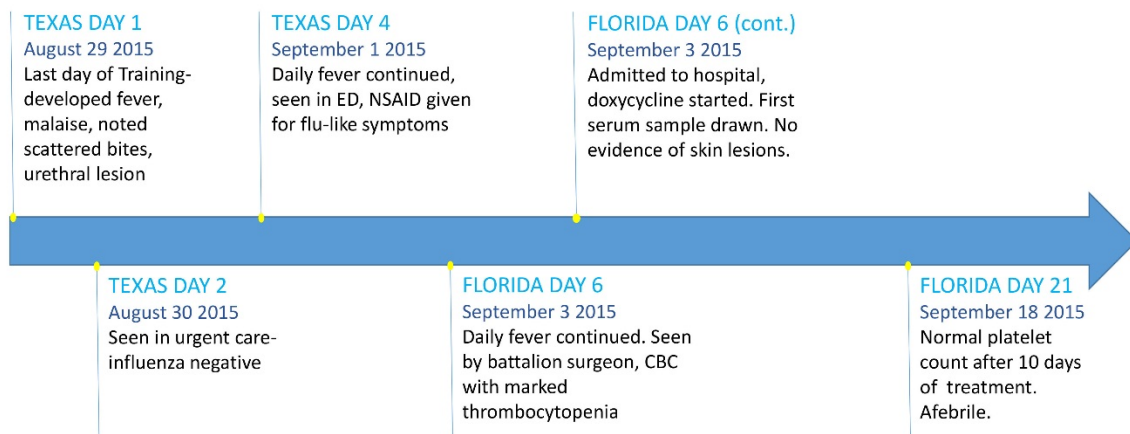 TEXAS DAY 1
August 29 2015
Last day of Training-
developed fever,
malaise, noted
scattered bites,
urethral lesion
TEXAS DAY 4
September 1 2015
Daily fever continued,
seen in ED, NSAID given
for flu-like symptoms
FLORIDA DAY 6 (cont.)
September 3 2015
Admitted to hospital,
doxycycline started. First
serum sample drawn. No
evidence of skin lesions.
TEXAS DAY 2
August 30 2015
Seen in urgent care-
influenza negative
FLORIDA DAY 6
September 3 2015
Daily fever continued. Seen
by battalion surgeon, CBC
with marked
thrombocytopenia
FLORIDA DAY 21
September 18 2015
Normal platelet
count after 10 days
of  treatment.
Afebrile.